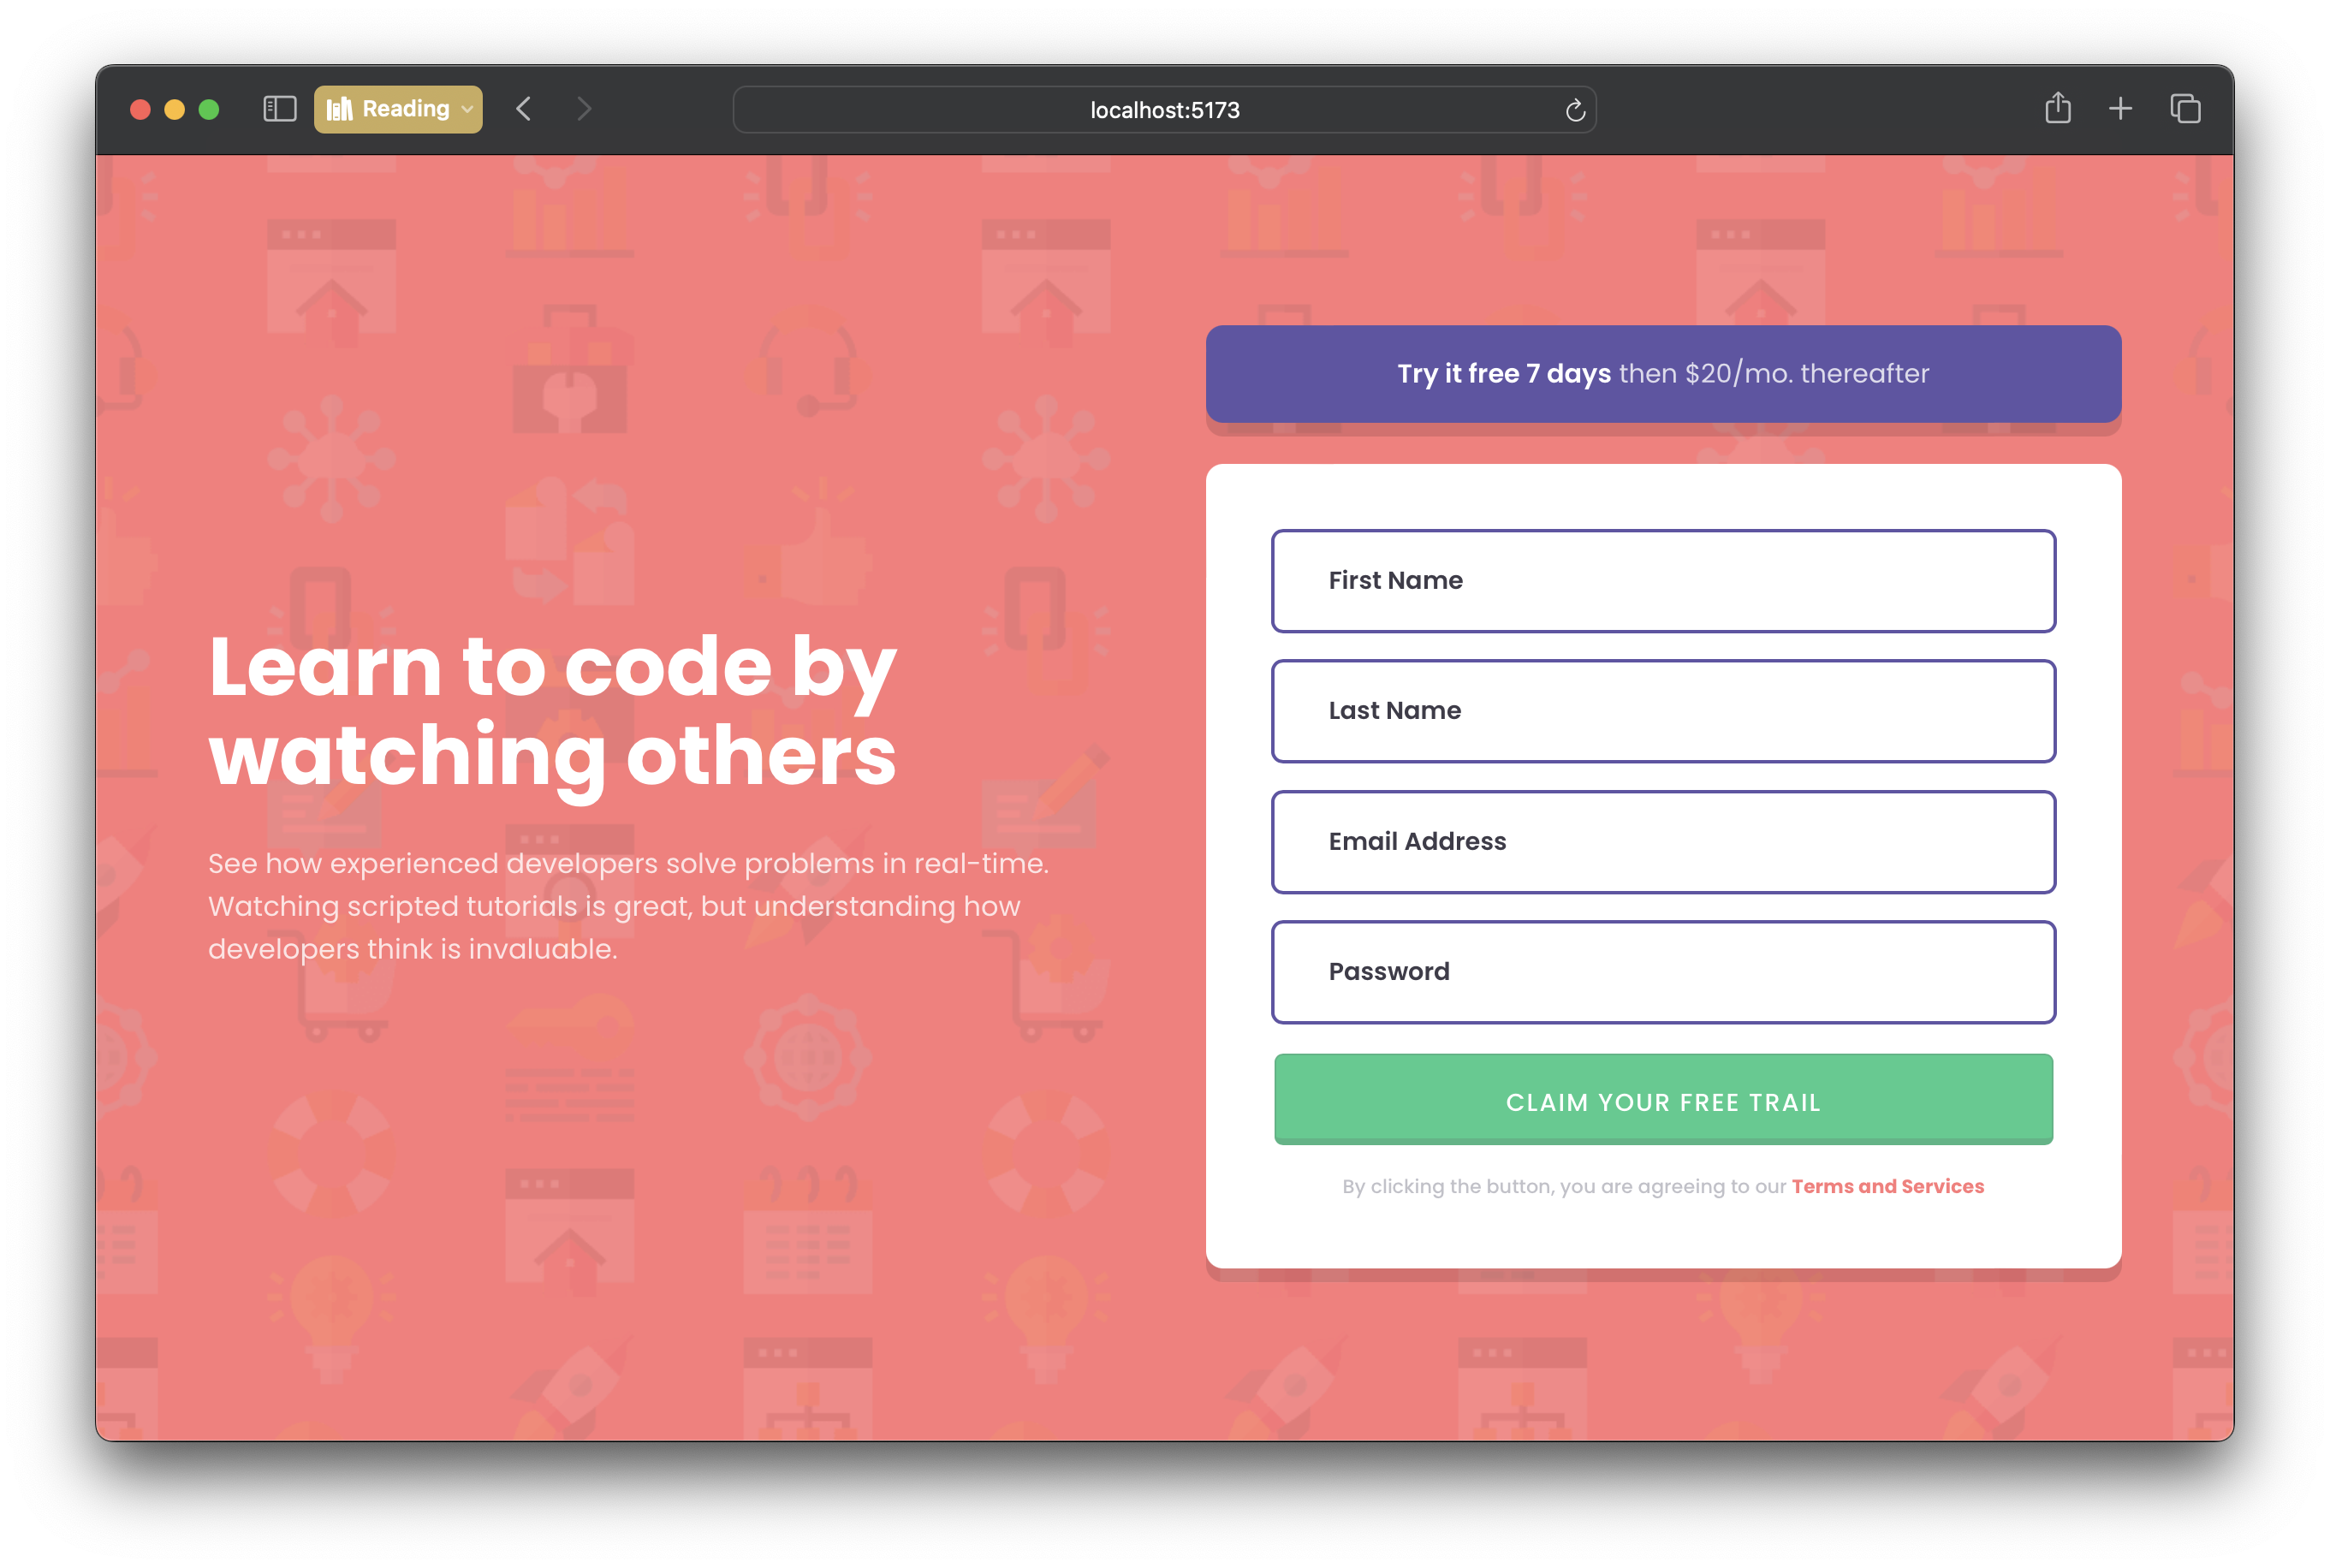 Reading
localhost:5173
Learn to code by
watching others
See how experienced developers solve problems in real-time.
Watching scripted tutorials is great, but understanding how
developers think is invaluable.
Try it free 7 days then $20/mo. thereafter
First Name
Last Name
Email Address
Password
CLAIM YOUR FREE TRAIL
By clicking the button, you are agreeing to our Terms and Services